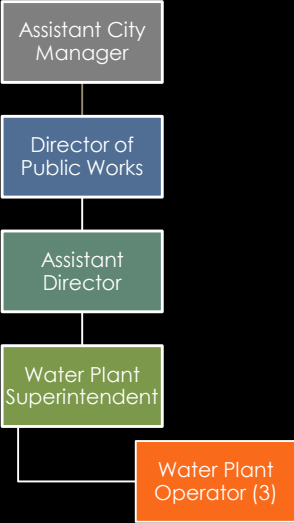 Assistant City
Manager
Director of
Public Works
Assistant
Director
Water Plant
Superintendent
Water Plant
Operator (3)